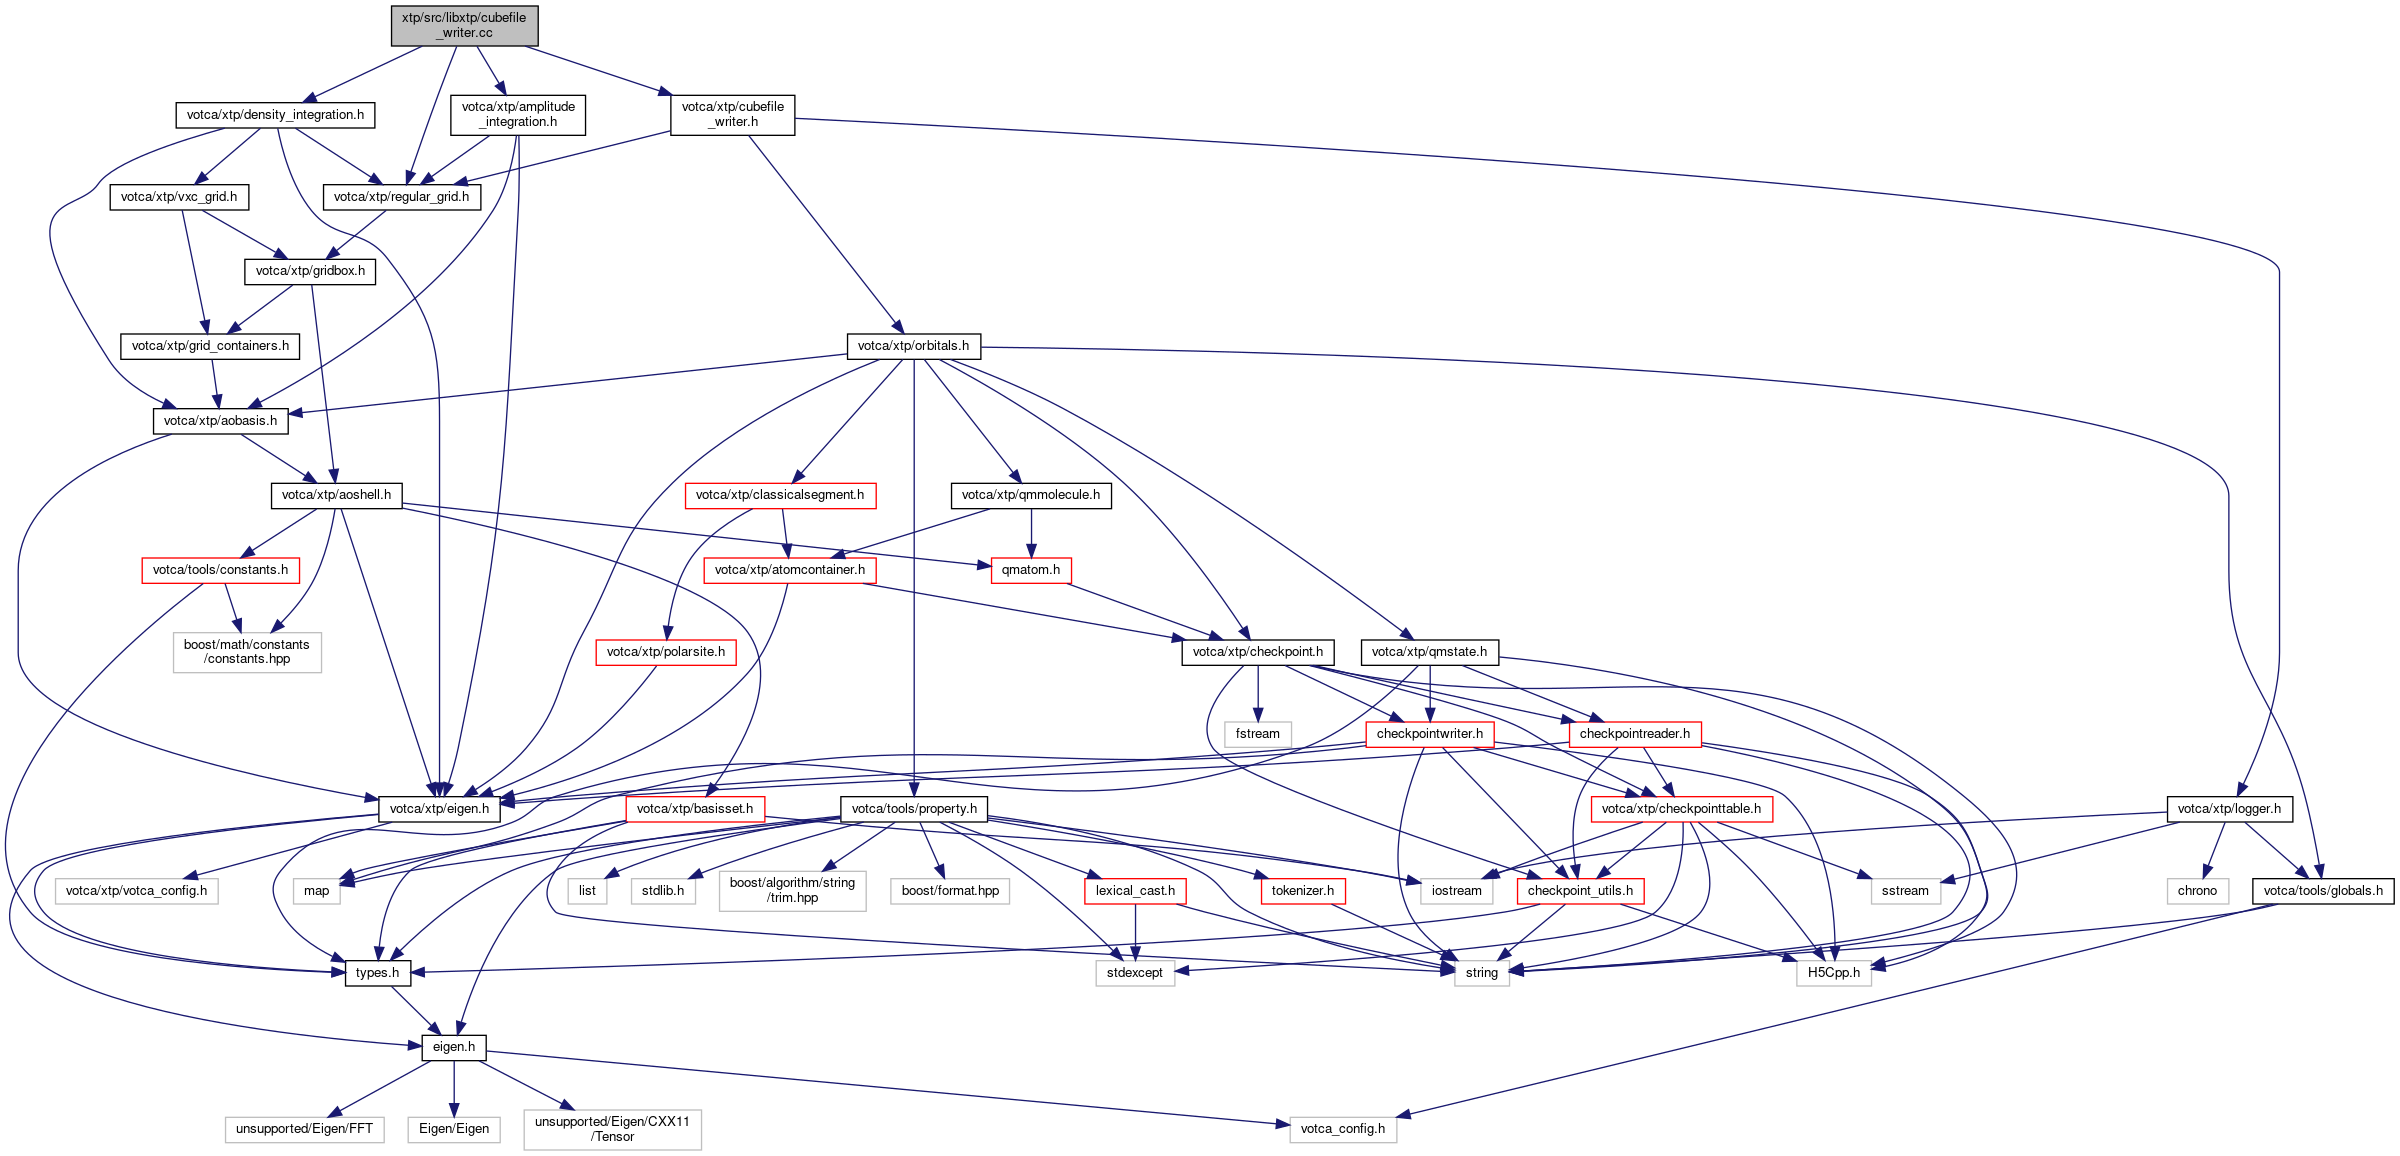 xtp/src/libxtp/cubefile
_writer.cc
votca/xtp/density_integration.h
votca/xtp/amplitude
_integration.h
votca/xtp/cubefile
_writer.h
votca/xtp/vxc_grid.h
votca/xtp/regular_grid.h
votca/xtp/gridbox.h
votca/xtp/grid_containers.h
votca/xtp/orbitals.h
votca/xtp/aobasis.h
votca/xtp/aoshell.h
votca/xtp/classicalsegment.h
votca/xtp/qmmolecule.h
votca/tools/constants.h
votca/xtp/atomcontainer.h
qmatom.h
boost/math/constants
/constants.hpp
votca/xtp/polarsite.h
votca/xtp/checkpoint.h
votca/xtp/qmstate.h
fstream
checkpointwriter.h
checkpointreader.h
votca/xtp/eigen.h
votca/xtp/basisset.h
votca/tools/property.h
votca/xtp/checkpointtable.h
votca/xtp/logger.h
votca/xtp/votca_config.h
map
list
stdlib.h
boost/algorithm/string
/trim.hpp
boost/format.hpp
lexical_cast.h
tokenizer.h
iostream
checkpoint_utils.h
sstream
chrono
votca/tools/globals.h
types.h
stdexcept
string
H5Cpp.h
eigen.h
unsupported/Eigen/FFT
Eigen/Eigen
unsupported/Eigen/CXX11
/Tensor
votca_config.h